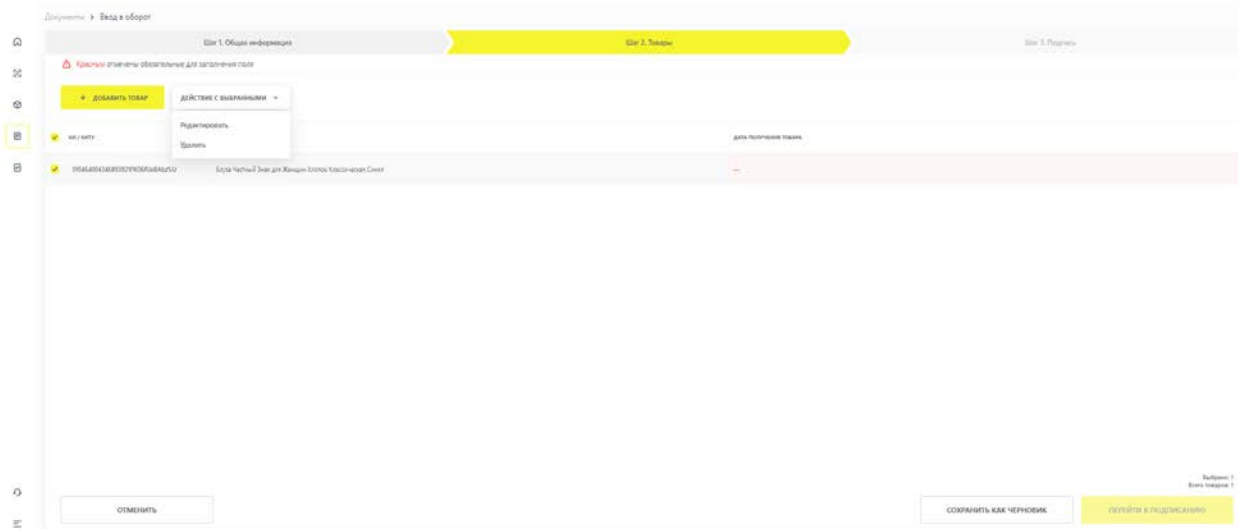 Документы > Ввод в оборот
Шаг 1. Общая информация
Шаг 2. Товары
Шаг 3. Подпись
Красным отмечены обязательные для заполнения поля
+ ДОБАВИТЬ ТОВАР
ДЕЙСТВИЕ С ВЫБРАННЫМИ
Редактировать
Удалить
КИ / КИТУ
ДАТА ПОЛУЧЕНИЯ ТОВАРА
Блуза Честный Знак для Женщин Хлопок Классическая Синяя
—
Выбрано: 1
Всего товаров: 1
ОТМЕНИТЬ
СОХРАНИТЬ КАК ЧЕРНОВИК
ПЕРЕЙТИ К ПОДПИСАНИЮ